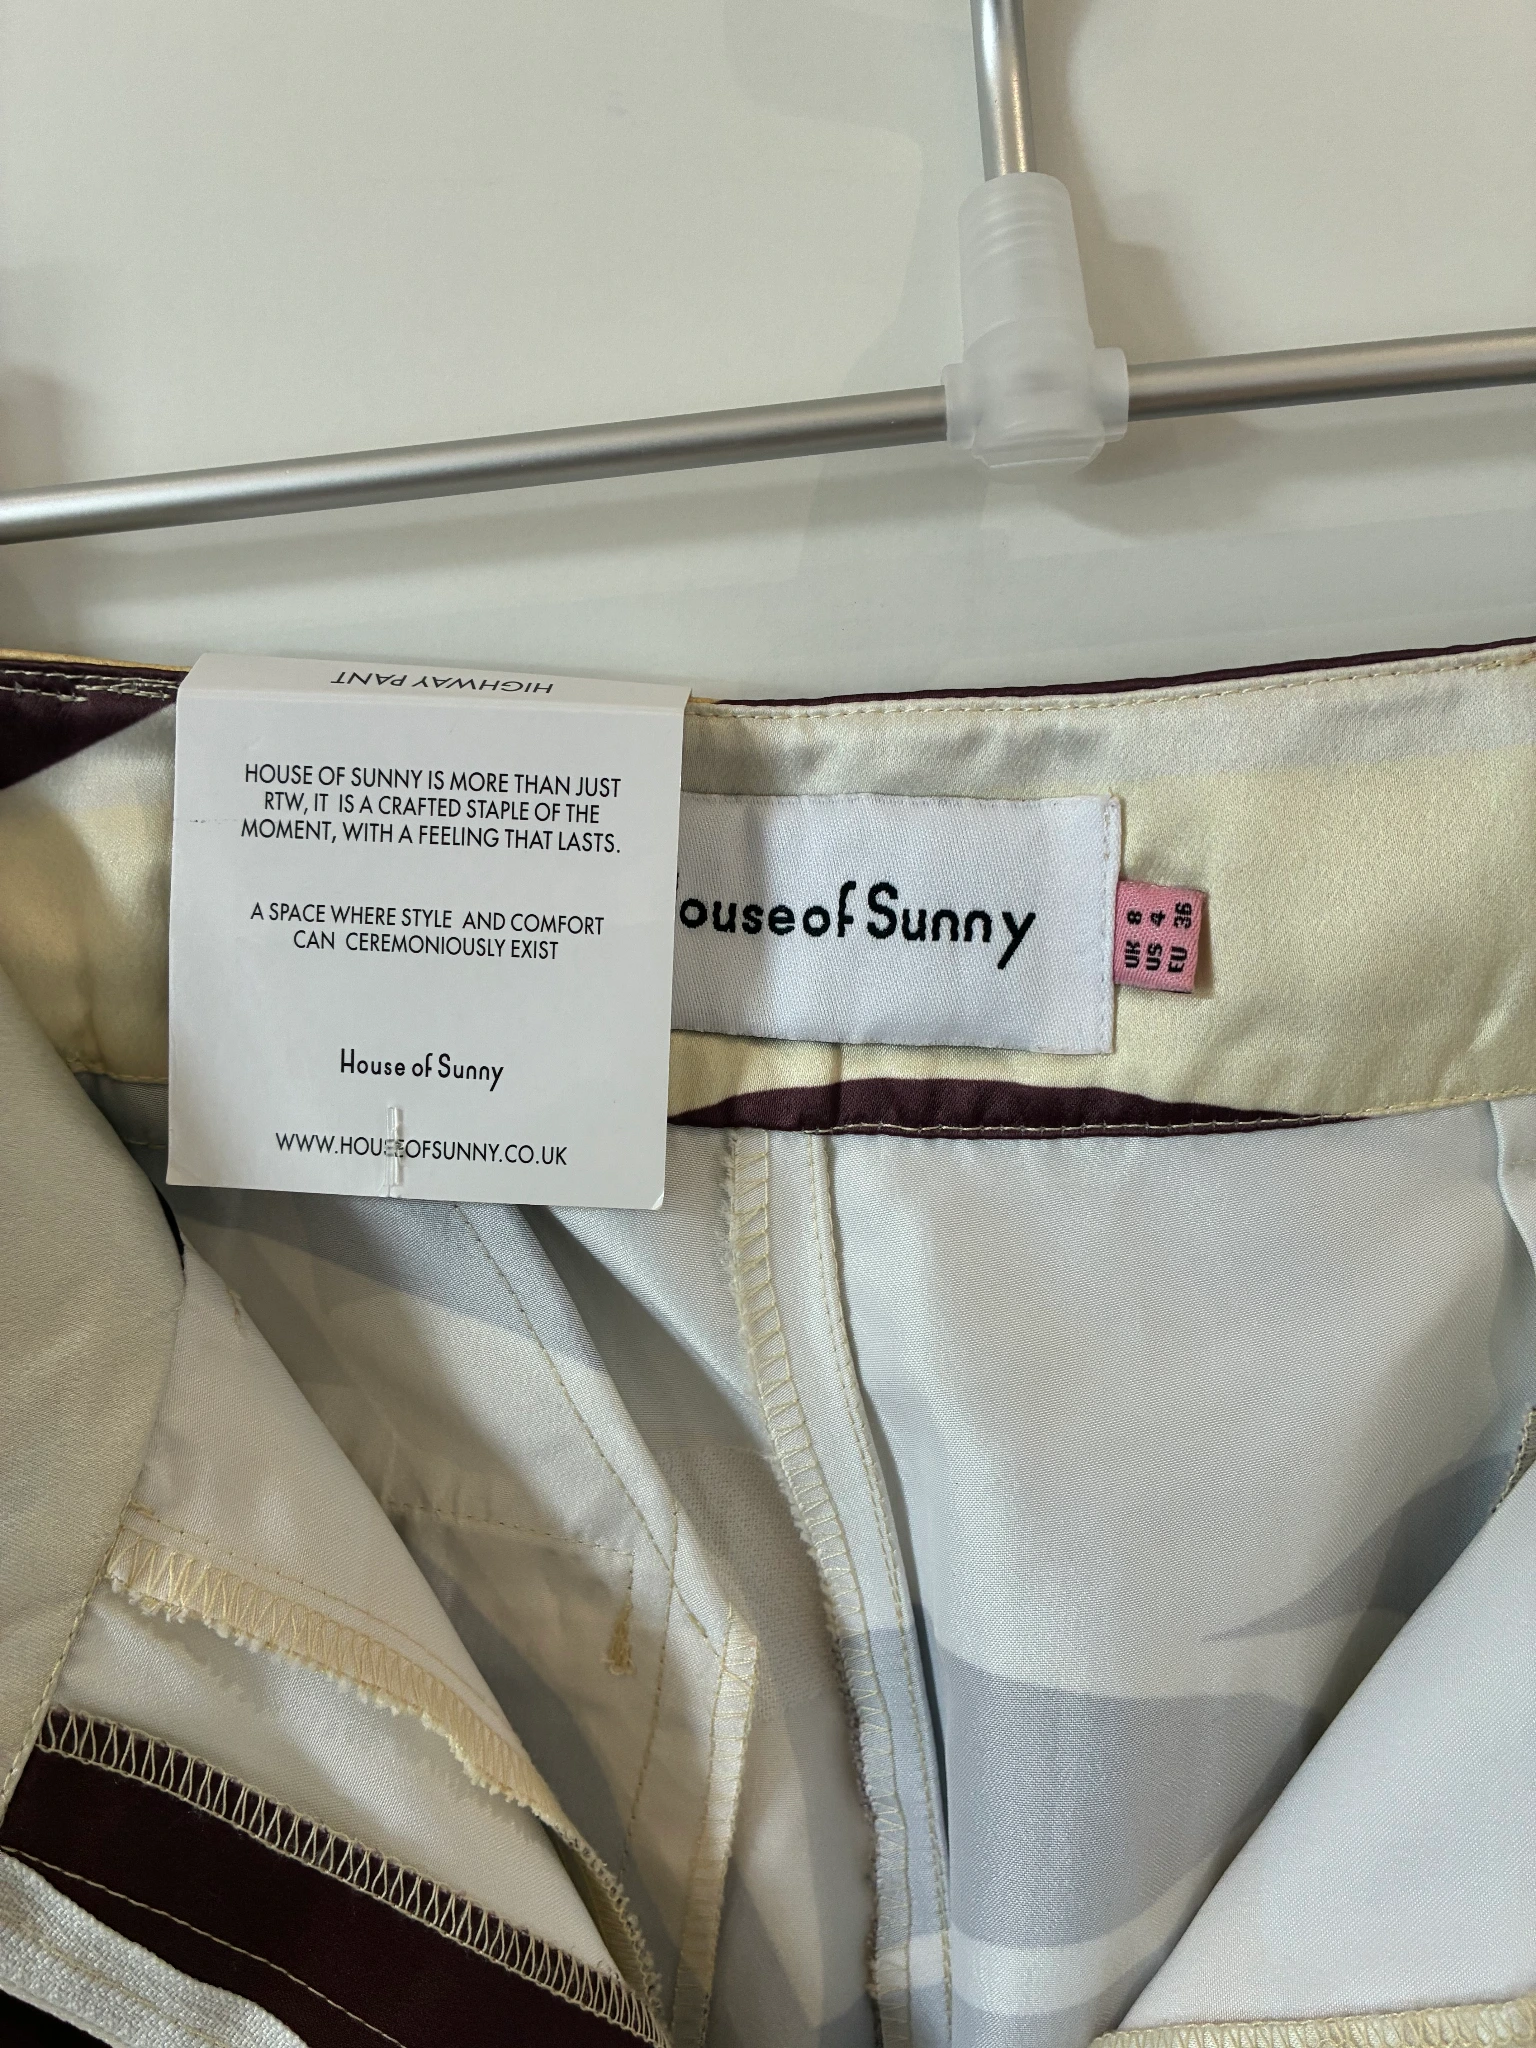 HIGHWAY PANT
HOUSE OF SUNNY IS MORE THAN JUST
RTW, IT IS A CRAFTED STAPLE OF THE
MOMENT, WITH A FEELING THAT LASTS.
A SPACE WHERE STYLE AND COMFORT
CAN CEREMONIOUSLY EXIST
House of Sunny
WWW.HOUSEOFSUNNY.CO.UK
ouse of Sunny
UK 8
US 4
EU 36